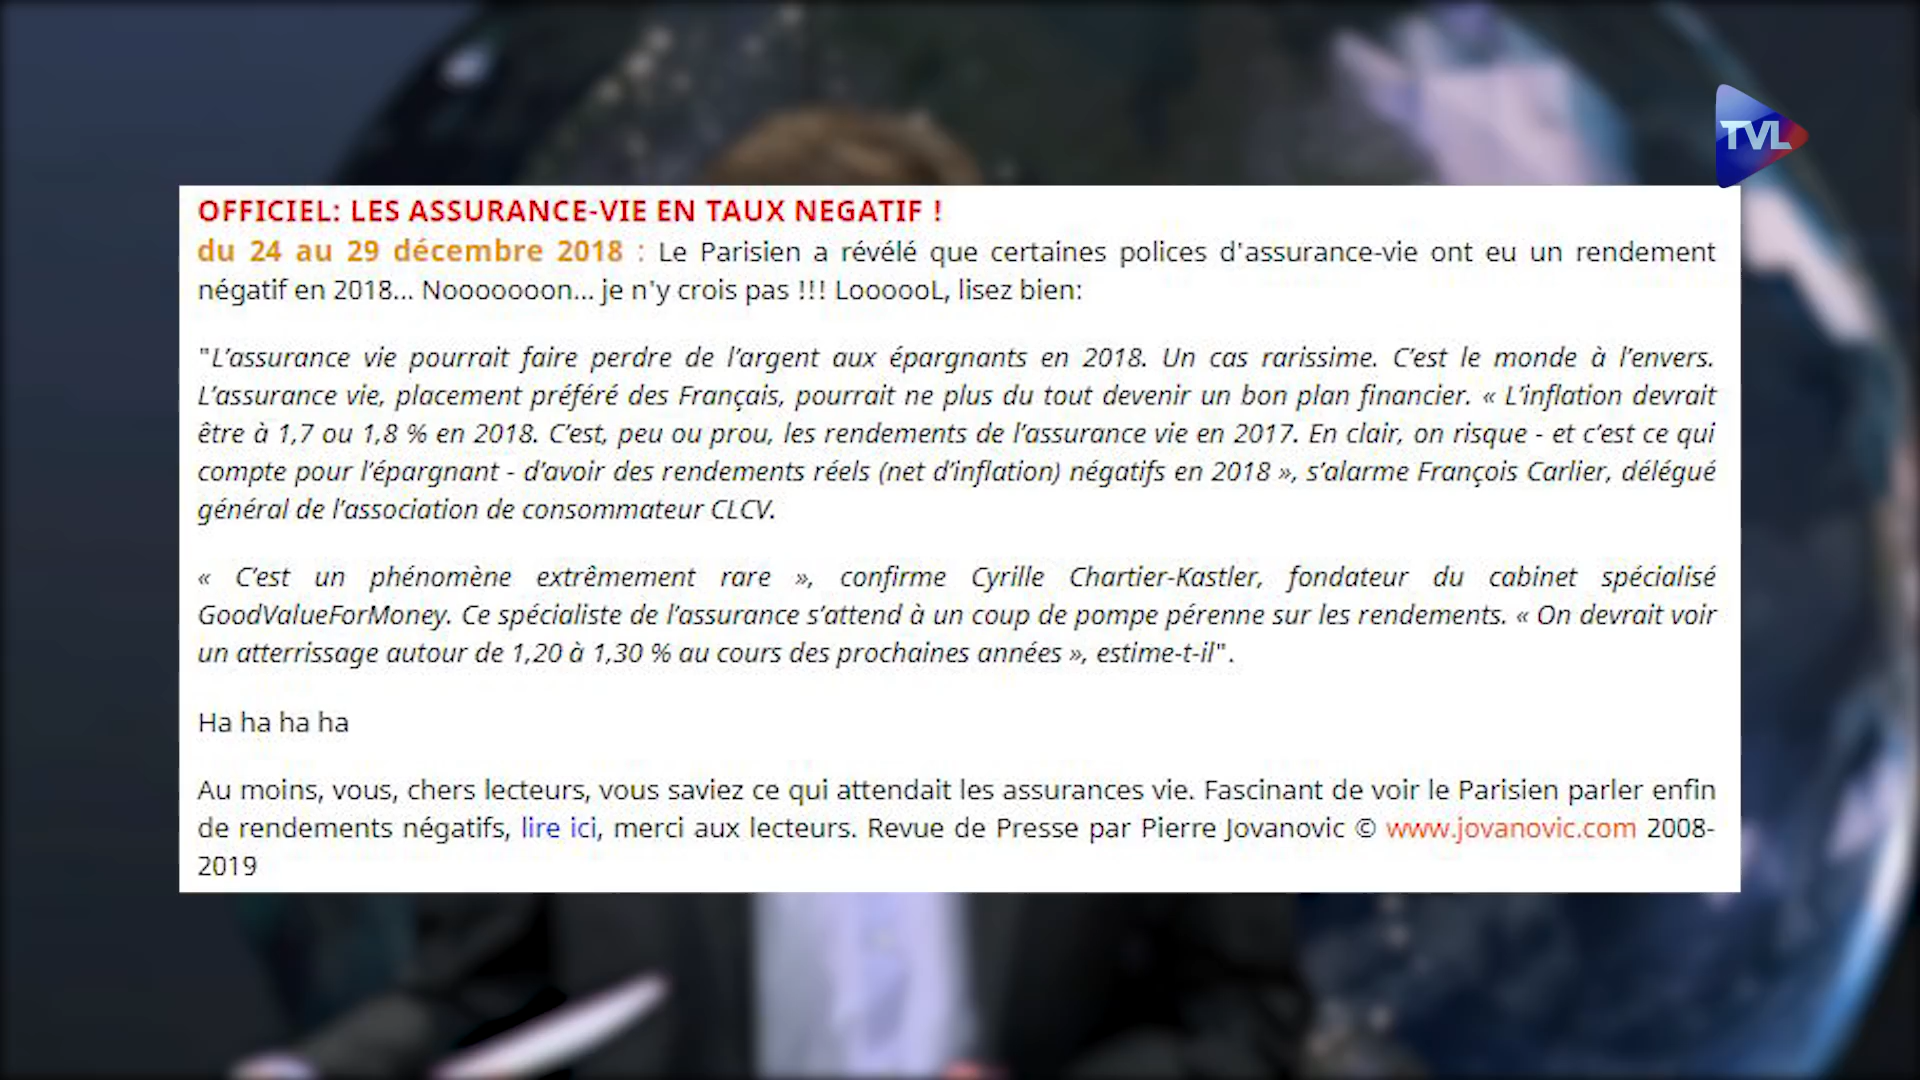 TVL
OFFICIEL: LES ASSURANCE-VIE EN TAUX NEGATIF !
du 24 au 29 décembre 2018 : Le Parisien a révélé que certaines polices d'assurance-vie ont eu un rendement
négatif en 2018... Nooooooon... je n'y crois pas !!! LooooL, lisez bien:
"L’assurance vie pourrait faire perdre de l’argent aux épargnants en 2018. Un cas rarissime. C’est le monde à l’envers.
L’assurance vie, placement préféré des Français, pourrait ne plus du tout devenir un bon plan financier. « L’inflation devrait
être à 1,7 ou 1,8 % en 2018. C’est, peu ou prou, les rendements de l’assurance vie en 2017. En clair, on risque - et c’est ce qui
compte pour l’épargnant - d’avoir des rendements réels (net d’inflation) négatifs en 2018 », s’alarme François Carlier, délégué
général de l’association de consommateur CLCV.
« C’est un phénomène extrêmement rare », confirme Cyrille Chartier-Kastler, fondateur du cabinet spécialisé
GoodValueForMoney. Ce spécialiste de l’assurance s’attend à un coup de pompe pérenne sur les rendements. « On devrait voir
un atterrissage autour de 1,20 à 1,30 % au cours des prochaines années », estime-t-il".
Ha ha ha ha
Au moins, vous, chers lecteurs, vous saviez ce qui attendait les assurances vie. Fascinant de voir le Parisien parler enfin
de rendements négatifs, lire ici, merci aux lecteurs. Revue de Presse par Pierre Jovanovic © www.jovanovic.com 2008-
2019